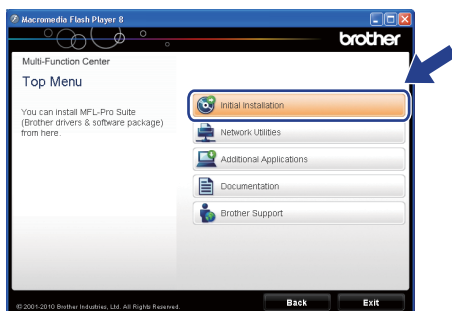 Macromedia Flash Player 8
brother
Multi-Function Center
Top Menu
You can install MFL-Pro Suite
(Brother drivers & software package)
from here.
Initial Installation
Network Utilities
Additional Applications
Documentation
Brother Support
© 2001-2010 Brother Industries, Ltd. All Rights Reserved.
Back
Exit